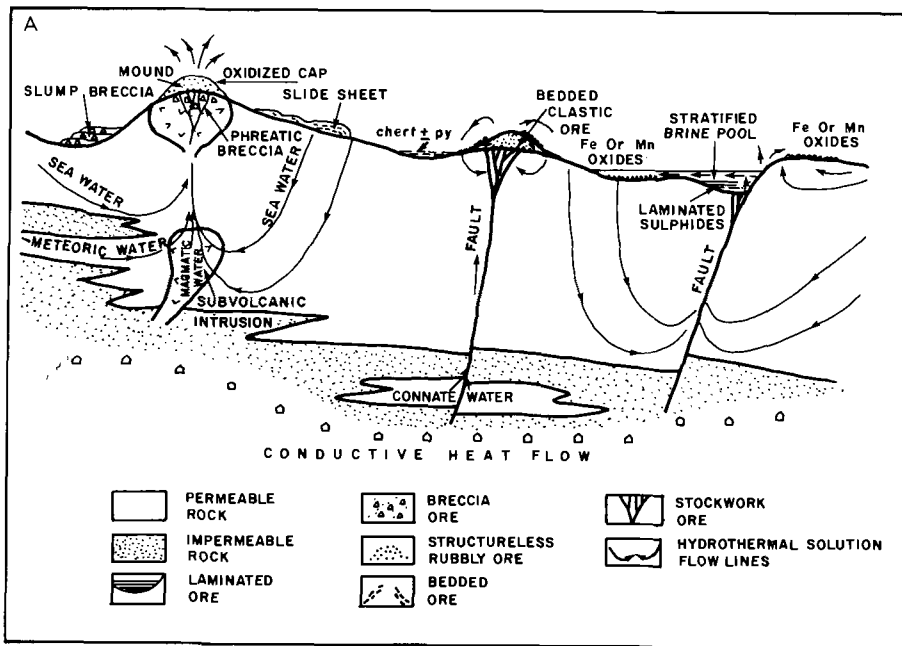 A
MOUND
OXIDIZED CAP
SLUMP BRECCIA
SLIDE SHEET
PHREATIC
BRECCIA
chert + py
BEDDED
CLASTIC
ORE
Fe Or Mn
OXIDES
STRATIFIED
BRINE POOL
Fe Or Mn
OXIDES
LAMINATED
SULPHIDES
SEA WATER
SEA WATER
METEORIC WATER
MAGMATIC
WATER
SUBVOLCANIC
INTRUSION
FAULT
FAULT
CONNATE WATER
CONDUCTIVE HEAT FLOW
PERMEABLE
ROCK
IMPERMEABLE
ROCK
LAMINATED
ORE
BRECCIA
ORE
STRUCTURELESS
RUBBLY ORE
BEDDED
ORE
STOCKWORK
ORE
HYDROTHERMAL SOLUTION
FLOW LINES